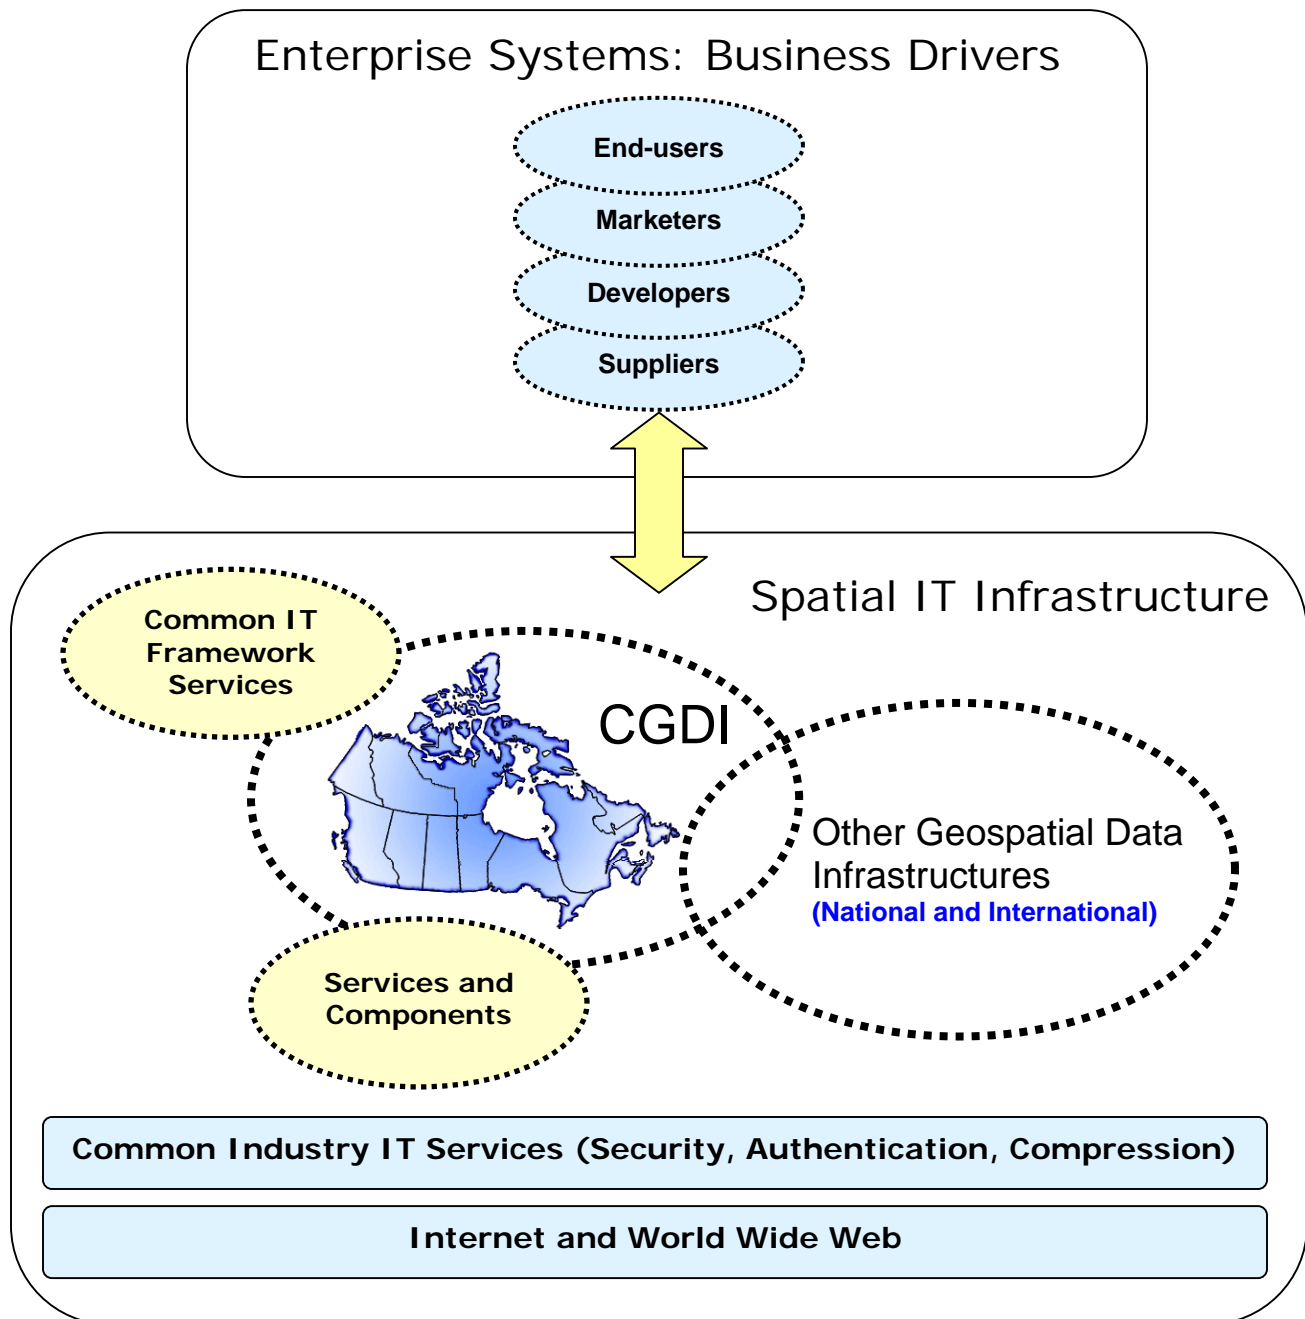 Enterprise Systems: Business Drivers
End-users
Marketers
Developers
Suppliers
Spatial IT Infrastructure
Common IT
Framework
Services
CGDI
Other Geospatial Data
Infrastructures
(National and International)
Services and
Components
Common Industry IT Services (Security, Authentication, Compression)
Internet and World Wide Web